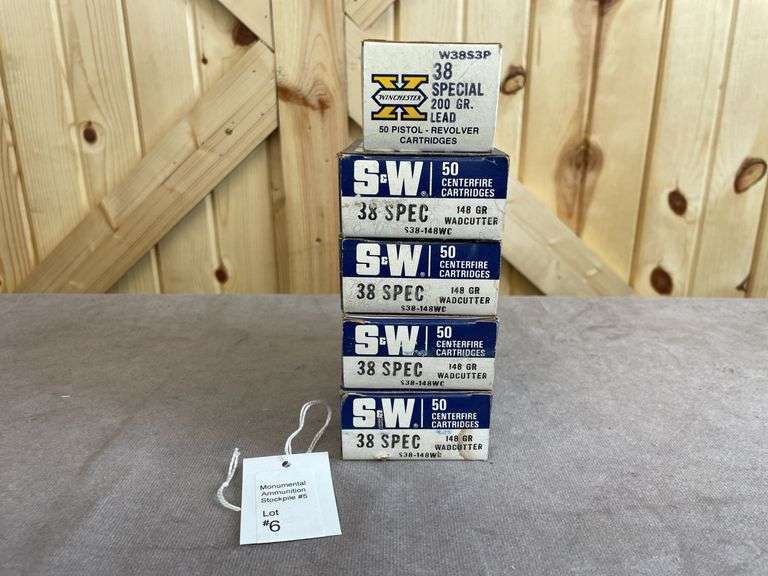 W38S3P
38
SPECIAL
200 GR.
LEAD
X
WINCHESTER
50 PISTOL - REVOLVER
CARTRIDGES
S&W
50
CENTERFIRE
CARTRIDGES
38 SPEC
148 GR
WADCUTTER
S38-148WC
S&W
50
CENTERFIRE
CARTRIDGES
38 SPEC
148 GR
WADCUTTER
S38-148WC
S&W
50
CENTERFIRE
CARTRIDGES
38 SPEC
148 GR
WADCUTTER
S38-148WC
S&W
50
CENTERFIRE
CARTRIDGES
38 SPEC
148 GR
WADCUTTER
S38-148WC
Monumental
Ammunition
Stockpile #5
Lot
#6